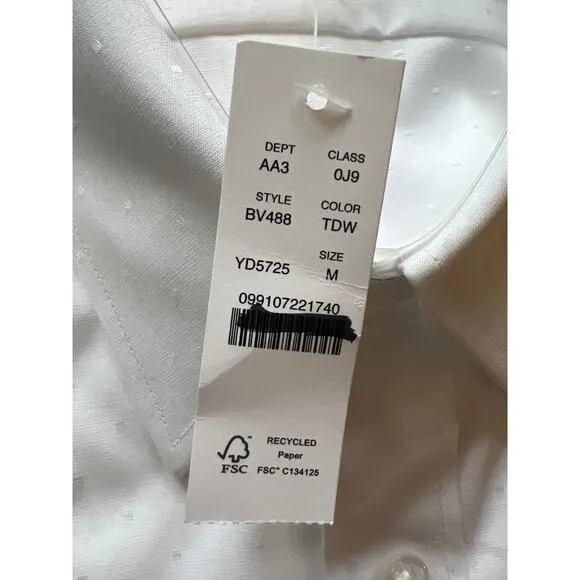 DEPT CLASS
AA3 0J9
STYLE COLOR
BV488 TDW
SIZE
YD5725 M
099107221740
RECYCLED
Paper
FSC™ C134125
FSC